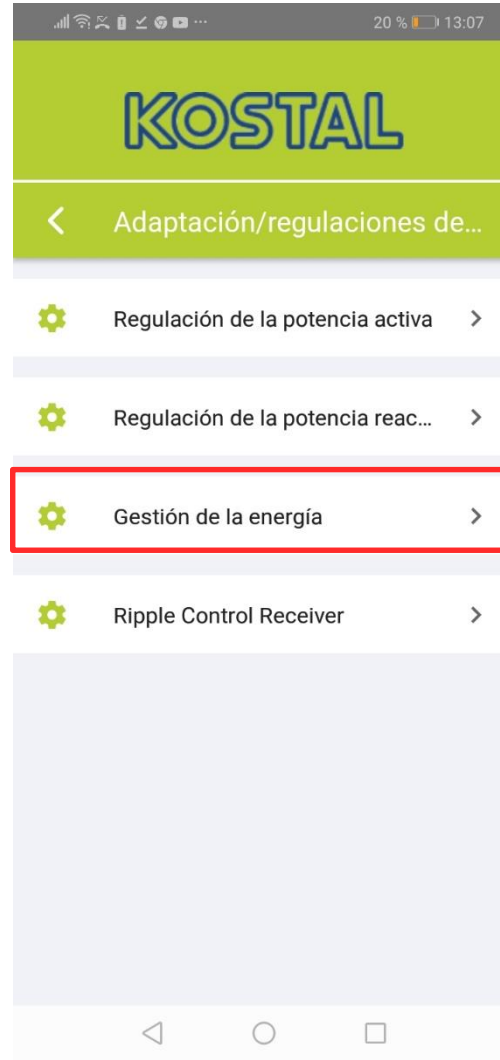 20 % 13:07
KOSTAL
Adaptación/regulaciones de...
Regulación de la potencia activa
Regulación de la potencia reac...
Gestión de la energía
Ripple Control Receiver